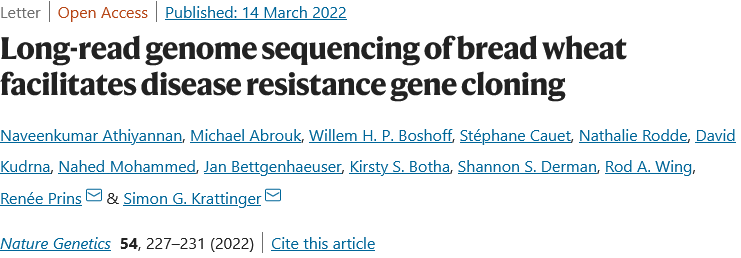 Letter | Open Access | Published: 14 March 2022
Long-read genome sequencing of bread wheat
facilitates disease resistance gene cloning
Naveenkumar Athiyannan, Michael Abrouk, Willem H. P. Boshoff, Stéphane Cauet, Nathalie Rodde, David
Kudrna, Nahed Mohammed, Jan Bettgenhaeuser, Kirsty S. Botha, Shannon S. Derman, Rod A. Wing,
Renée Prins & Simon G. Krattinger
Nature Genetics 54, 227–231 (2022) | Cite this article